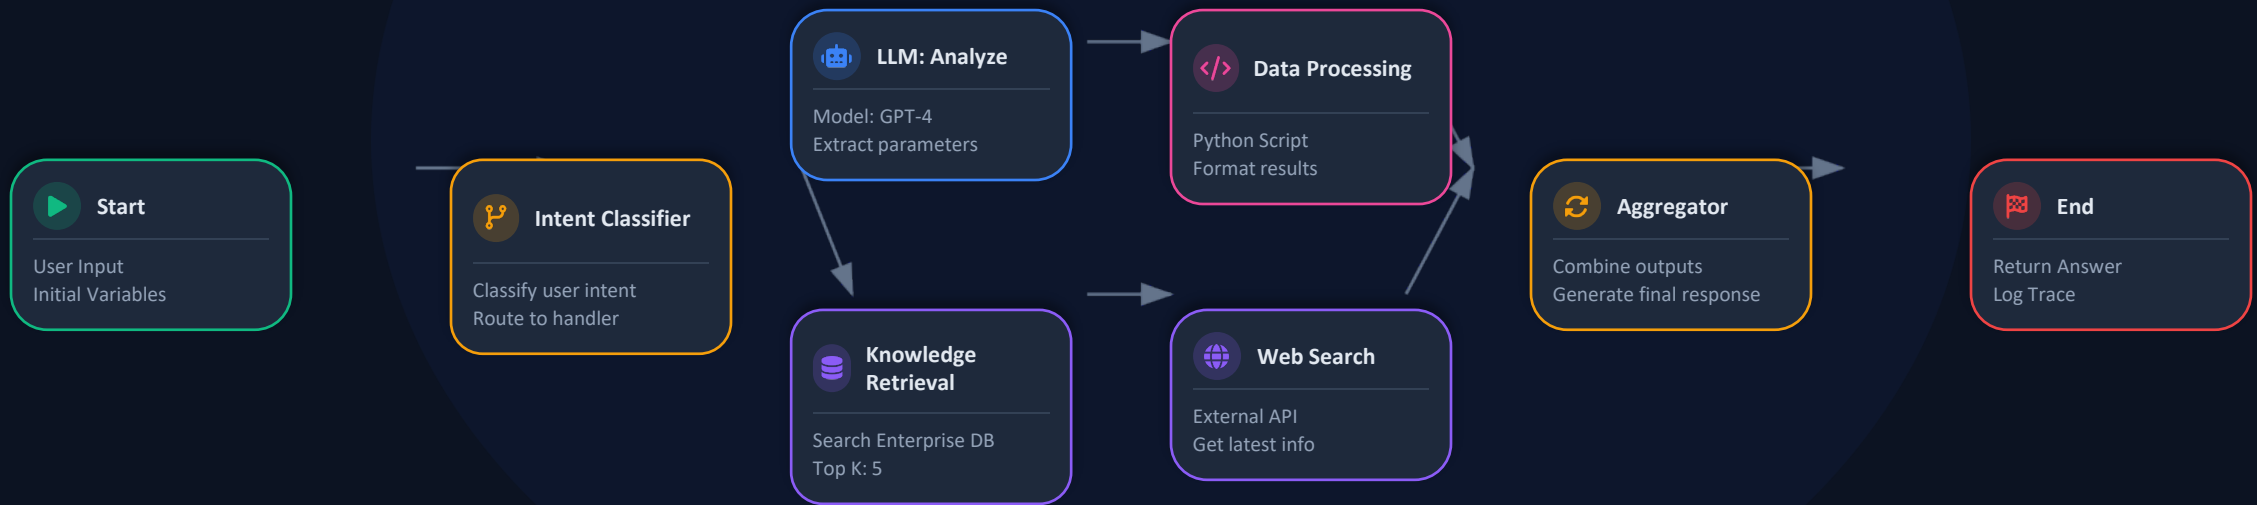 Start
User Input
Initial Variables
Intent Classifier
Classify user intent
Route to handler
LLM: Analyze
Model: GPT-4
Extract parameters
Knowledge
Retrieval
Search Enterprise DB
Top K: 5
Data Processing
Python Script
Format results
Web Search
External API
Get latest info
Aggregator
Combine outputs
Generate final response
End
Return Answer
Log Trace